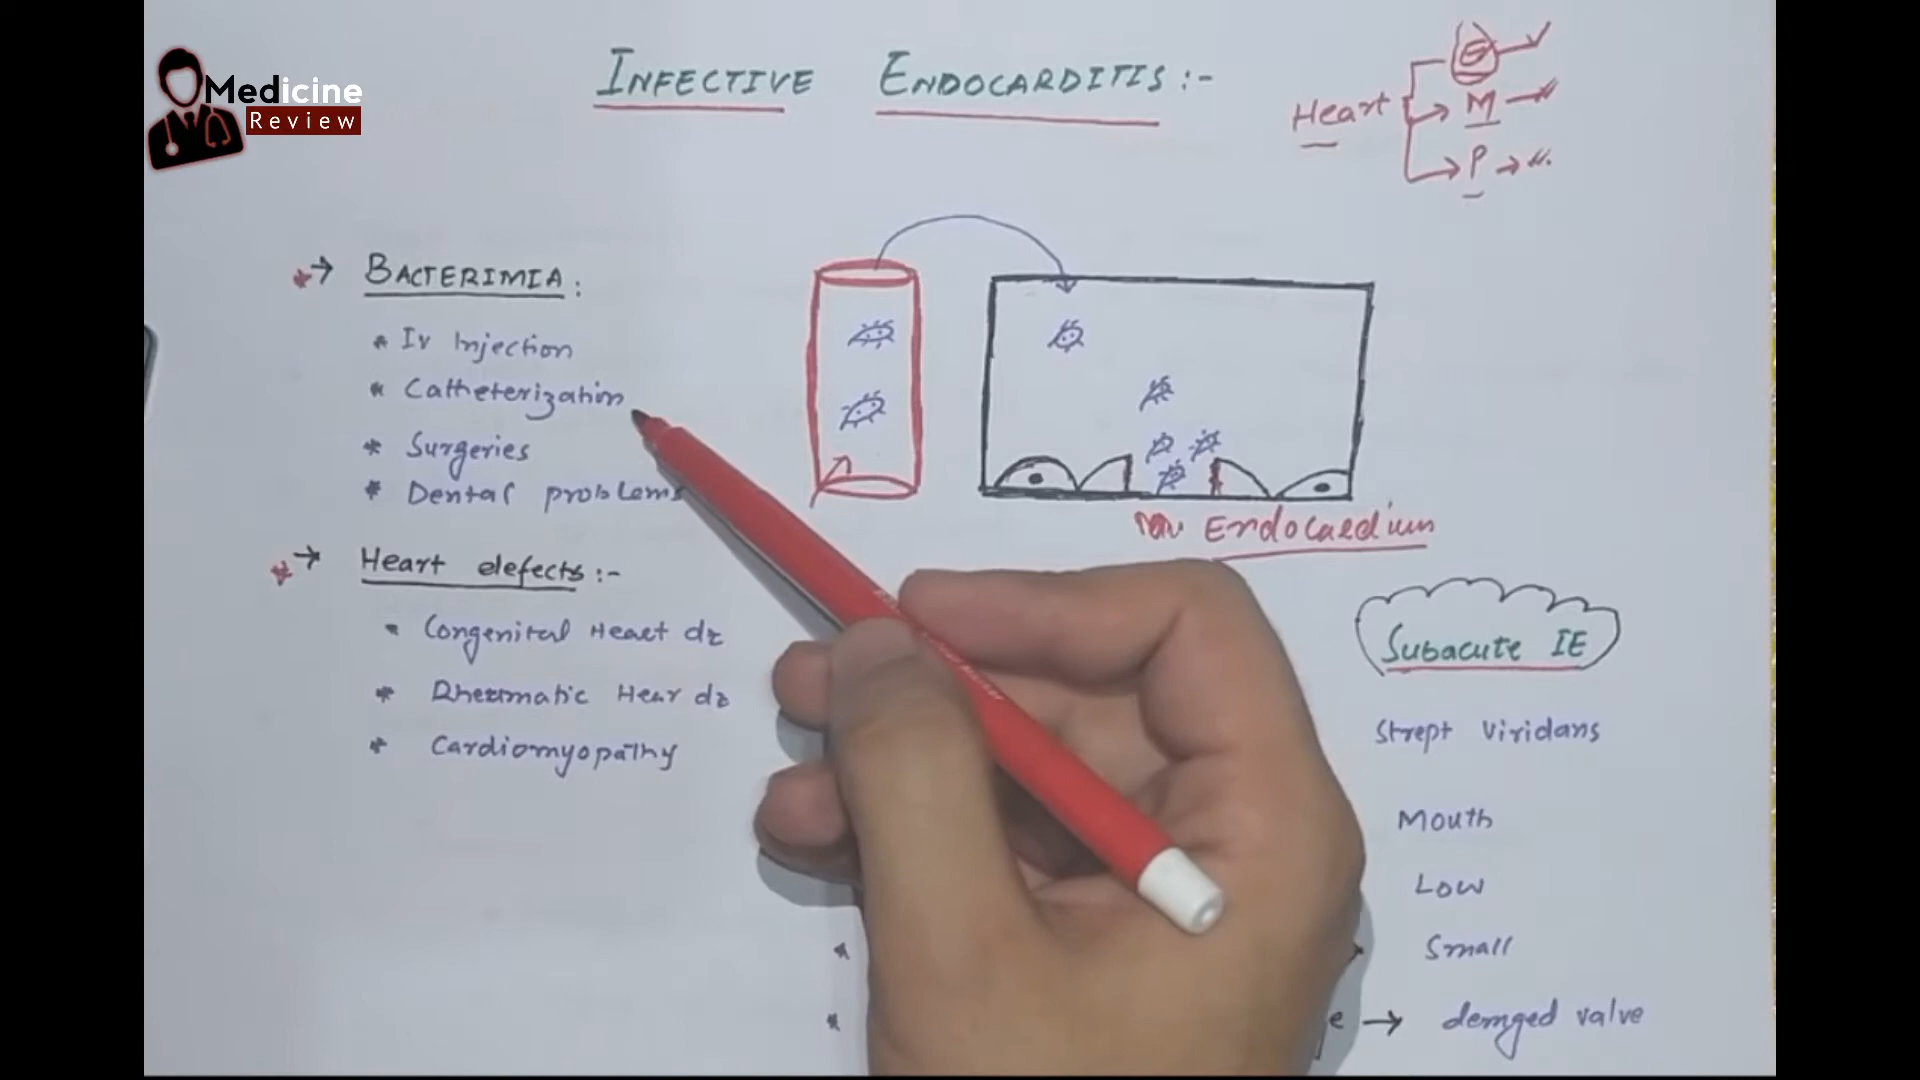 Medicine
Review
INFECTIVE ENDOCARDITIS :-
Heart
E
M
P
BACTERIMIA :
* IV Injection
* Catheterization
* Surgeries
* Dental problems
Endocaedium
Heart defects :-
* Congenital Heart dz
* Rheumatic Hear dz
* Cardiomyopathy
Subacute IE
Strept Viridans
Mouth
Low
Small
e → demged valve